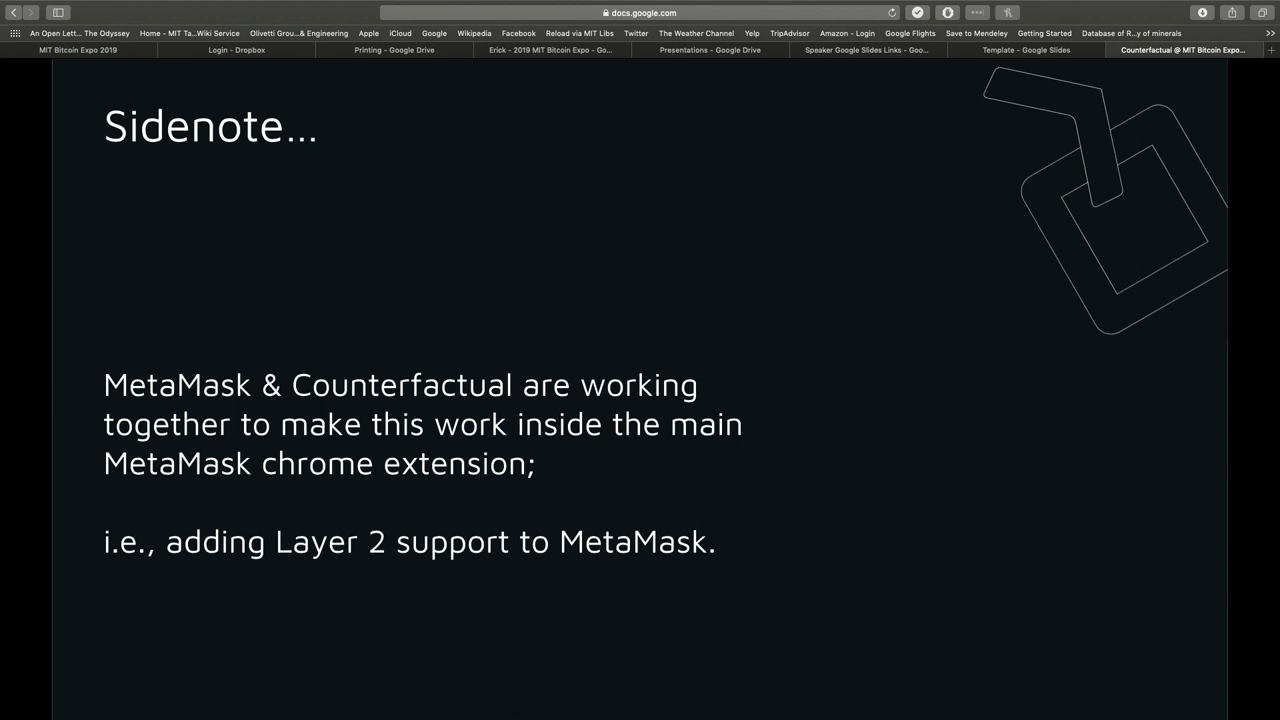 docs.google.com
An Open Lett... The Odyssey
Home - MIT Ta...Wiki Service
Olivetti Grou...& Engineering
Apple
iCloud
Google
Wikipedia
Facebook
Reload via MIT Libs
Twitter
The Weather Channel
Yelp
TripAdvisor
Amazon - Login
Google Flights
Save to Mendeley
Getting Started
Database of R...y of minerals
MIT Bitcoin Expo 2019
Login - Dropbox
Printing - Google Drive
Erick - 2019 MIT Bitcoin Expo - Go...
Presentations - Google Drive
Speaker Google Slides Links - Goo...
Template - Google Slides
Counterfactual @ MIT Bitcoin Expo...
Sidenote...
MetaMask & Counterfactual are working
together to make this work inside the main
MetaMask chrome extension;
i.e., adding Layer 2 support to MetaMask.